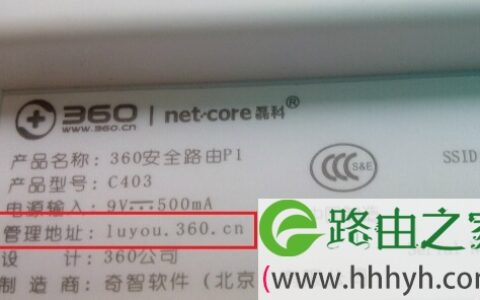 360 | net-core 磊科®
www.360.cn
产品名称: 360安全路由P1
产品型号: C403
SSID
S&E
电源输入: 9V⎓500mA
管理地址: luyou.360.cn
设 计: 360公司
制 造 商: 奇智软件 (北京
路由之家
(www.hhhyh.com)